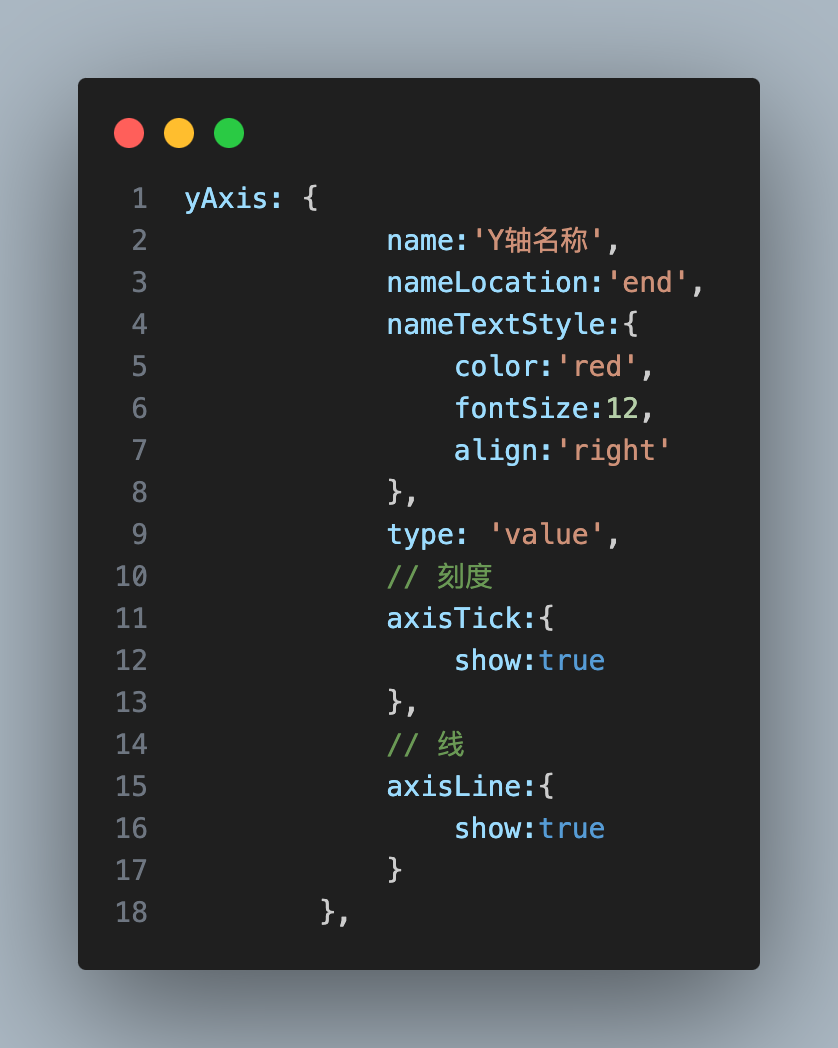 1 yAxis: {
2             name:'Y轴名称',
3             nameLocation:'end',
4             nameTextStyle:{
5                 color:'red',
6                 fontSize:12,
7                 align:'right'
8             },
9             type: 'value',
10             // 刻度
11             axisTick:{
12                 show:true
13             },
14             // 线
15             axisLine:{
16                 show:true
17             }
18         },